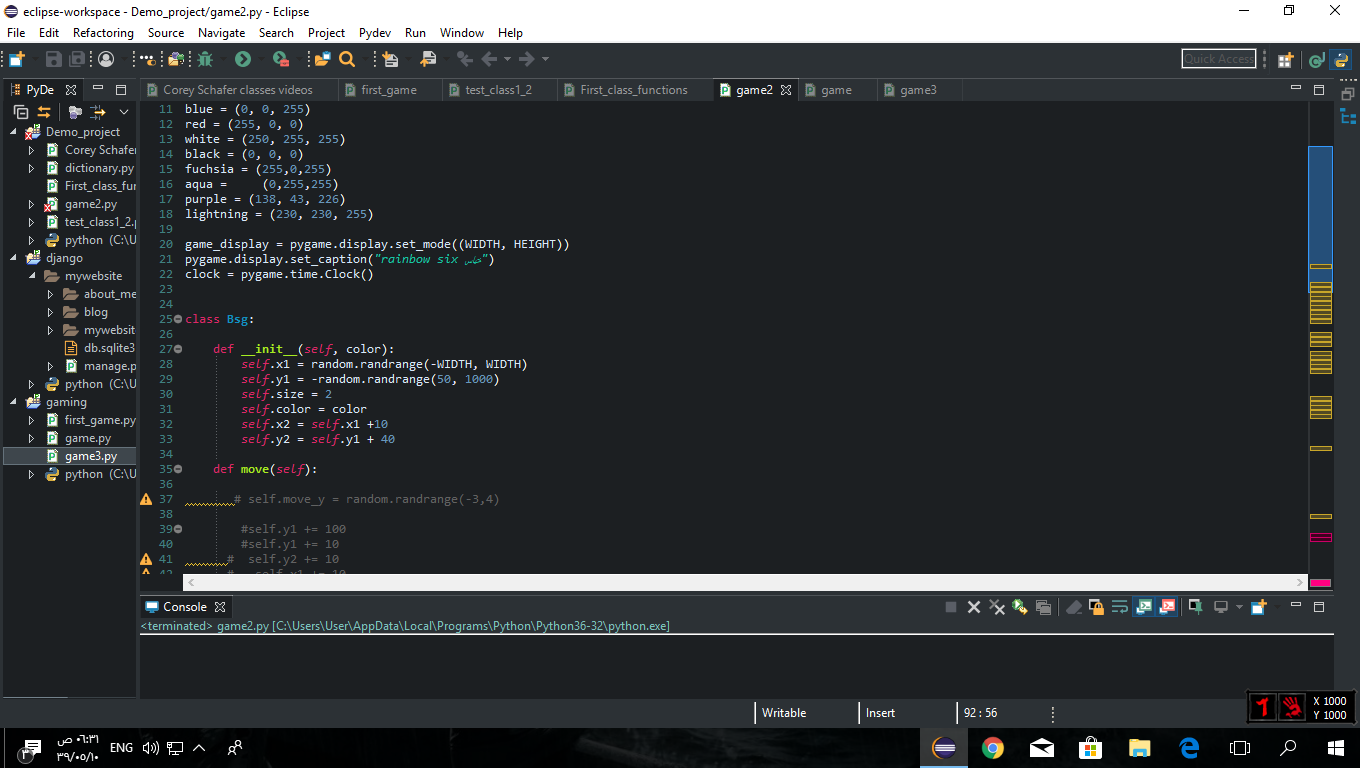 eclipse-workspace - Demo_project/game2.py - Eclipse
File Edit Refactoring Source Navigate Search Project Pydev Run Window Help
Quick Access
PyDe
Corey Schafer classes videos first_game test_class1_2 First_class_functions game2 game game3
Demo_project
Corey Schafer
dictionary.py
First_class_fun
game2.py
test_class1_2.p
python (C:\U
django
mywebsite
about_me
blog
mywebsit
db.sqlite3
manage.p
python (C:\U
gaming
first_game.py
game.py
game3.py
python (C:\U
11 blue = (0, 0, 255)
12 red = (255, 0, 0)
13 white = (250, 255, 255)
14 black = (0, 0, 0)
15 fuchsia = (255,0,255)
16 aqua = (0,255,255)
17 purple = (138, 43, 226)
18 lightning = (230, 230, 255)
19
20 game_display = pygame.display.set_mode((WIDTH, HEIGHT))
21 pygame.display.set_caption("rainbow six")
22 clock = pygame.time.Clock()
23
24
25 class Bsg:
26
27 def __init__(self, color):
28 self.x1 = random.randrange(-WIDTH, WIDTH)
29 self.y1 = -random.randrange(50, 1000)
30 self.size = 2
31 self.color = color
32 self.x2 = self.x1 +10
33 self.y2 = self.y1 + 40
34
35 def move(self):
36
37 # self.move_y = random.randrange(-3,4)
38
39 #self.y1 += 100
40 #self.y1 += 10
41 # self.y2 += 10
42 # self.x1 += 10
Console
<terminated> game2.py [C:\Users\User\AppData\Local\Programs\Python\Python36-32\python.exe]
Writable Insert 92 : 56
X 1000
Y 1000
٣
٠٦:٣١ ص
٣٩/٠٥/١٠
ENG